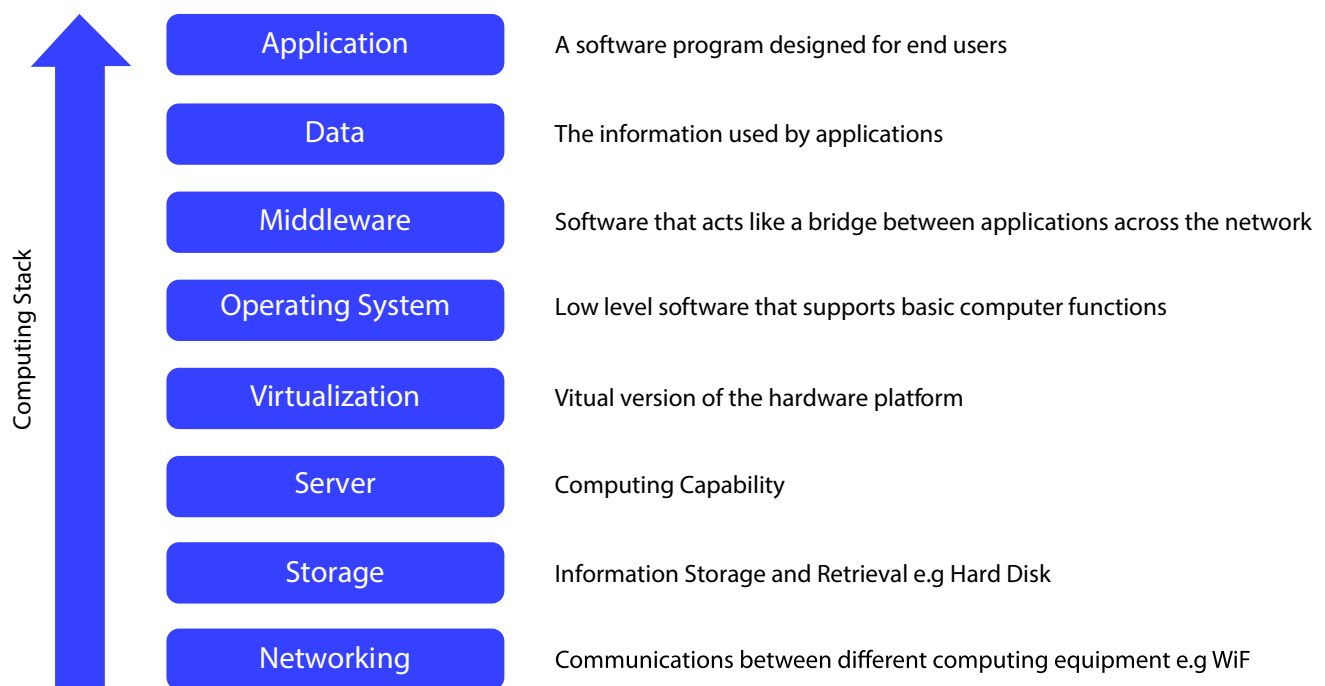 Application
A software program designed for end users
Data
The information used by applications
Middleware
Software that acts like a bridge between applications across the network
Operating System
Low level software that supports basic computer functions
Virtualization
Vitual version of the hardware platform
Server
Computing Capability
Storage
Information Storage and Retrieval e.g Hard Disk
Networking
Communications between different computing equipment e.g WiF
Computing Stack